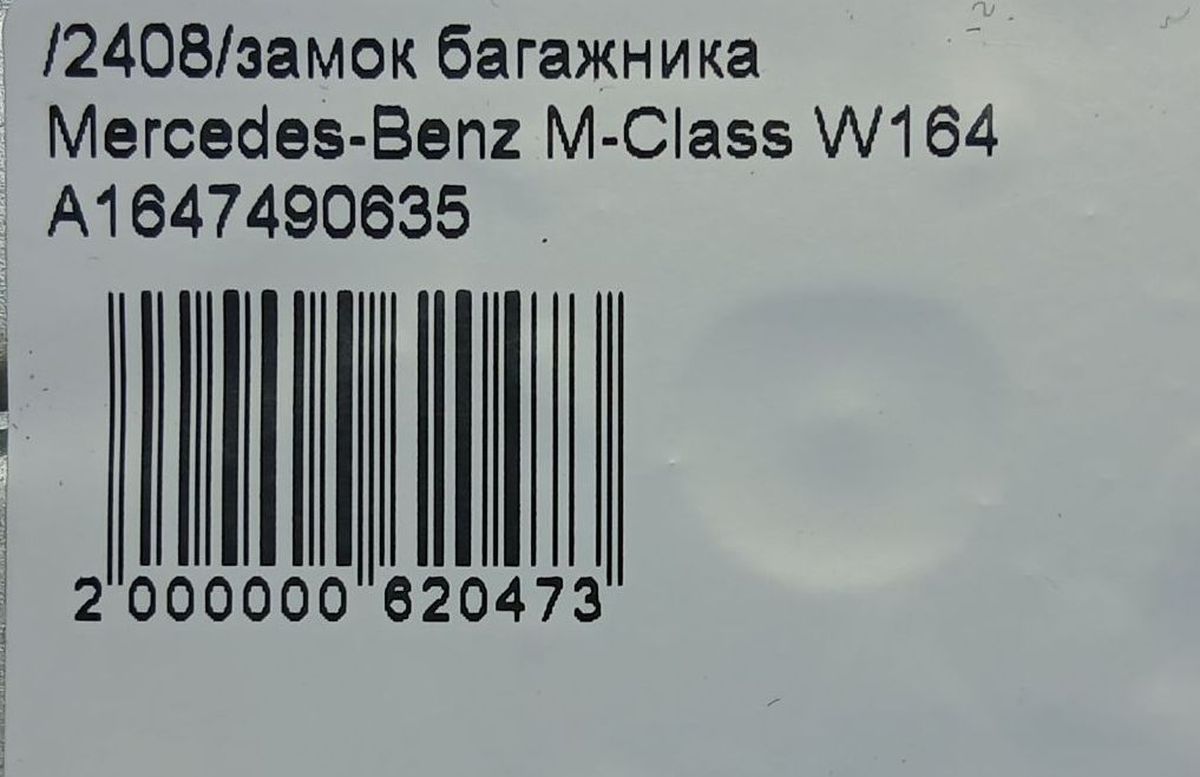 /2408/замок багажника
Mercedes-Benz M-Class W164
A1647490635
2 000000 620473